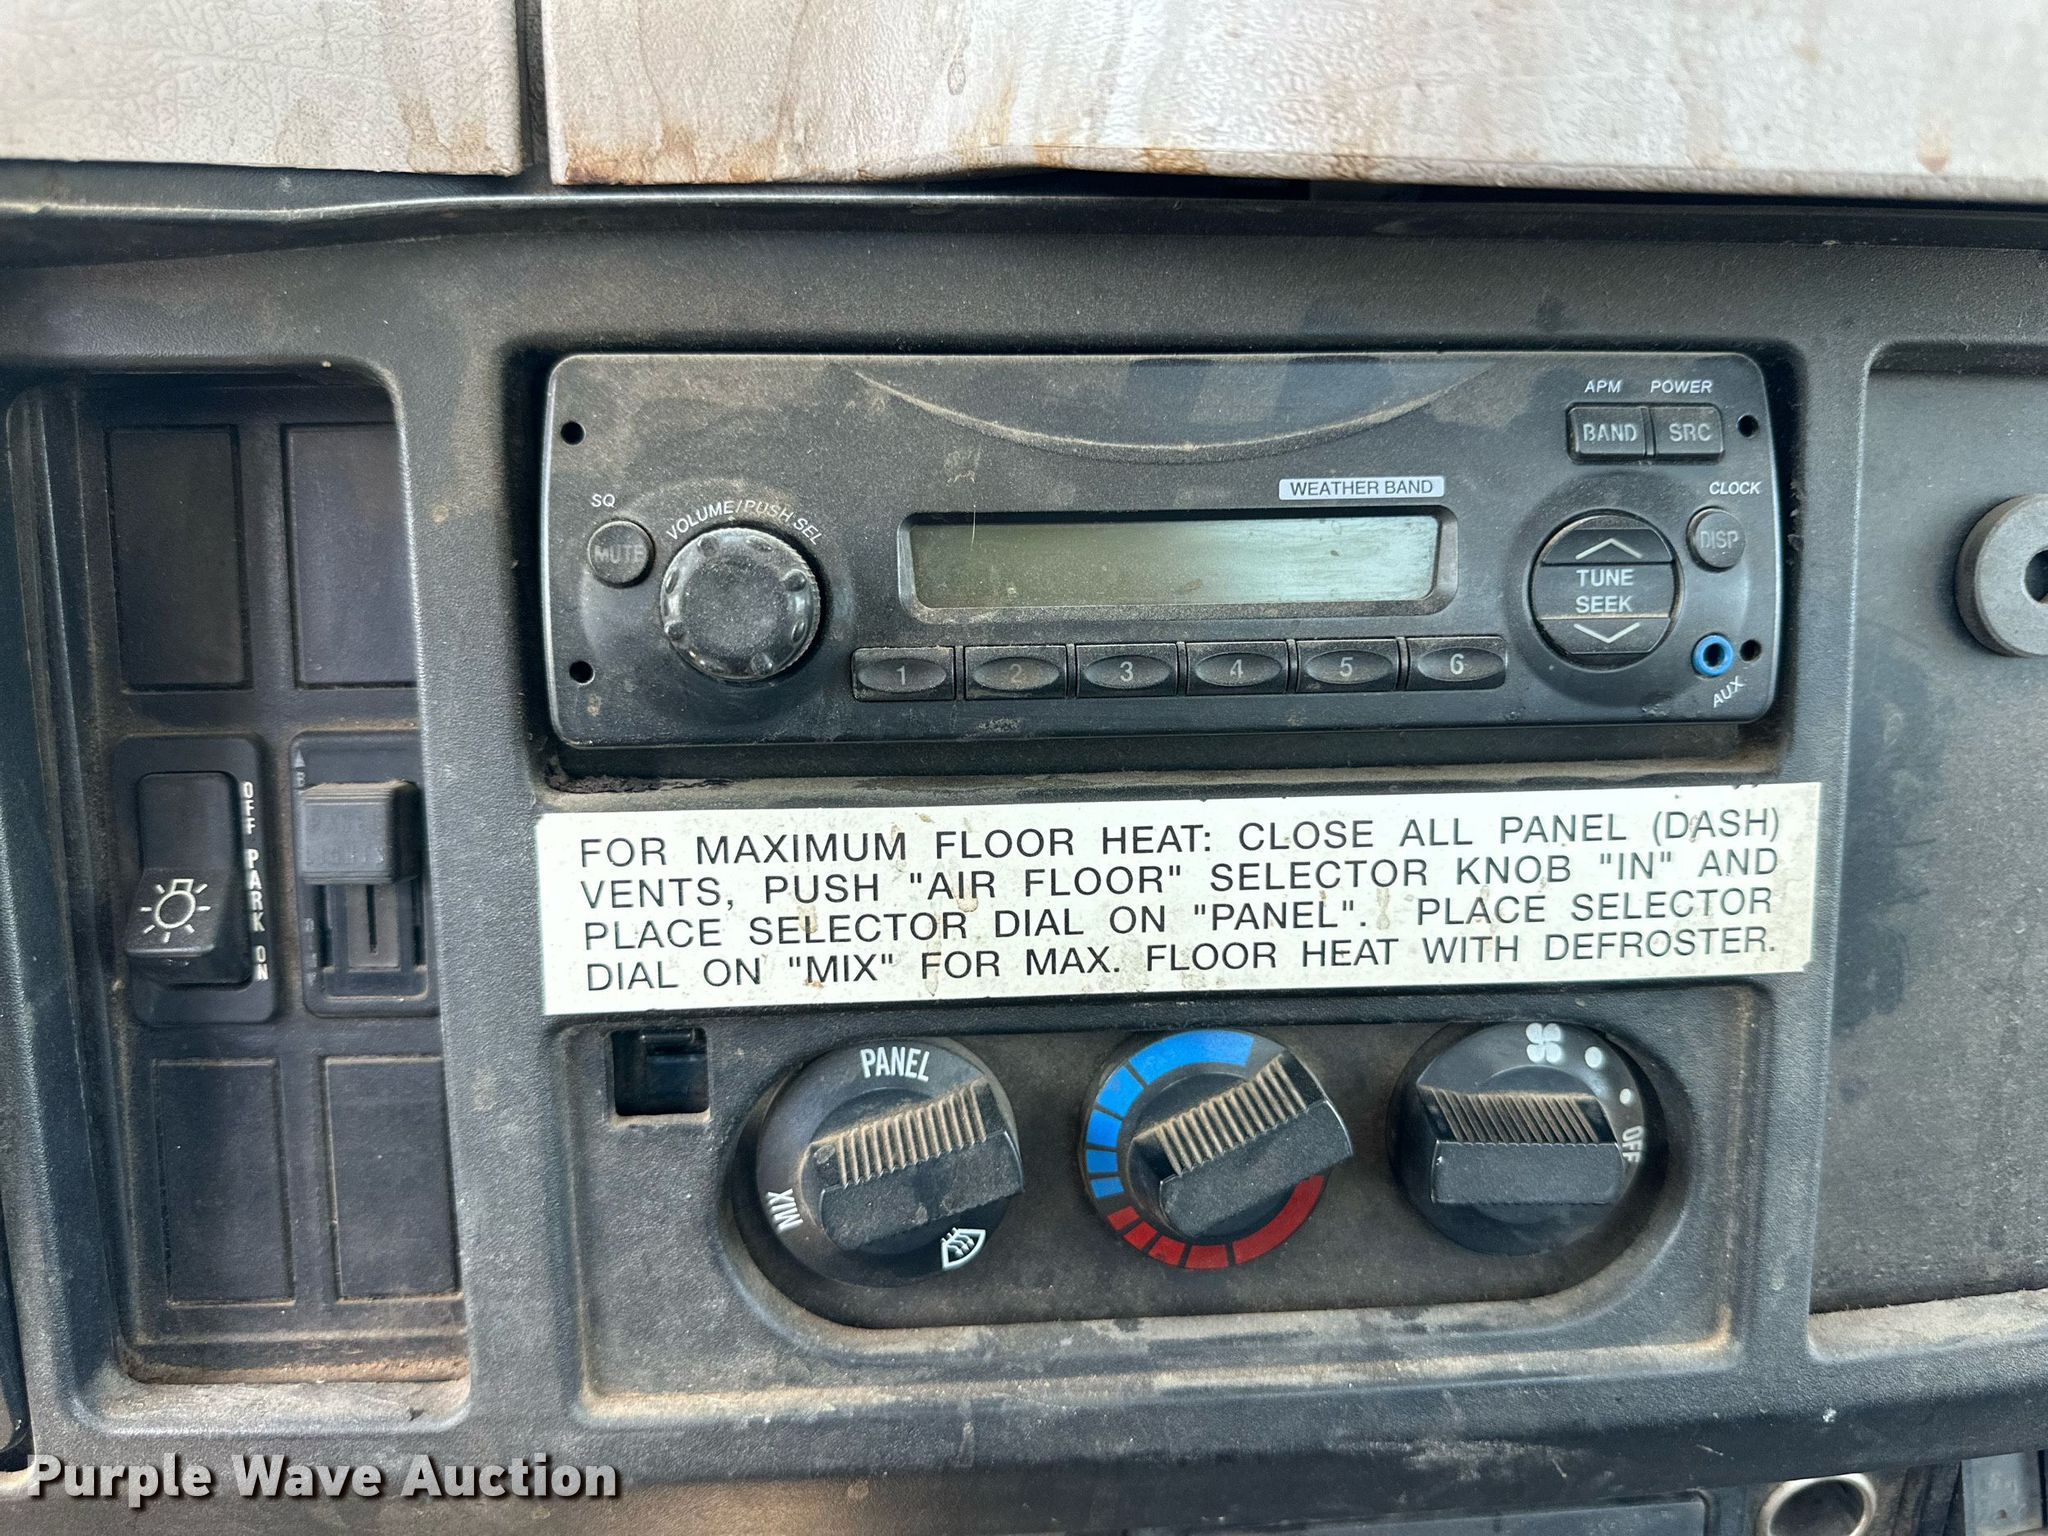 APM POWER
BAND SRC
WEATHER BAND
CLOCK
SQ
VOLUME/PUSH SEL
MUTE
DISP
TUNE
SEEK
1 2 3 4 5 6
AUX
OFF PARK ON
FOR MAXIMUM FLOOR HEAT: CLOSE ALL PANEL (DASH)
VENTS, PUSH "AIR FLOOR" SELECTOR KNOB "IN" AND
PLACE SELECTOR DIAL ON "PANEL". PLACE SELECTOR
DIAL ON "MIX" FOR MAX. FLOOR HEAT WITH DEFROSTER.
PANEL
MIX
OFF
Purple Wave Auction